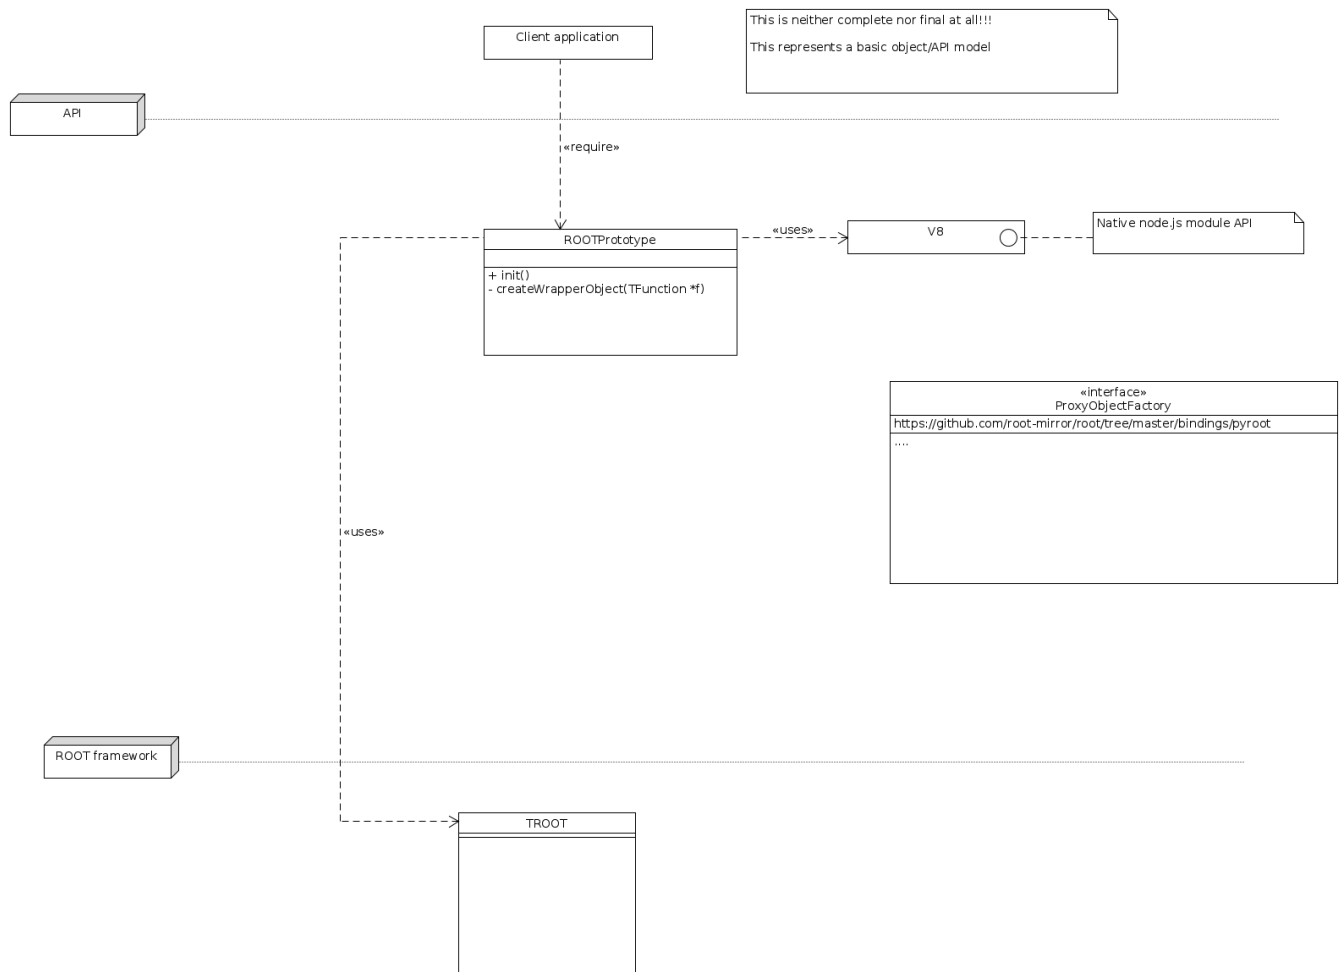 Client application
This is neither complete nor final at all!!!
This represents a basic object/API model
API
«require»
ROOTPrototype
+ init()
- createWrapperObject(TFunction *f)
«uses»
V8
Native node.js module API
«interface»
ProxyObjectFactory
https://github.com/root-mirror/root/tree/master/bindings/pyroot
....
«uses»
ROOT framework
TROOT